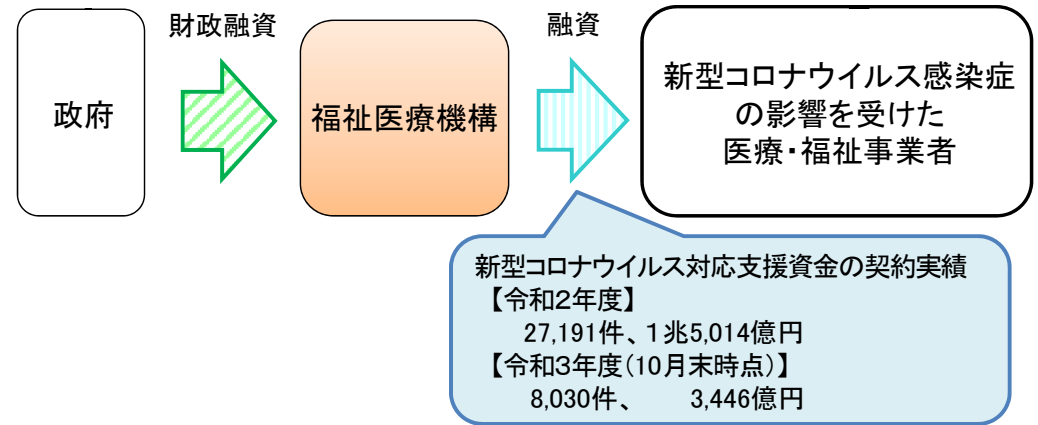 財政融資
融資
政府
福祉医療機構
新型コロナウイルス感染症
の影響を受けた
医療・福祉事業者
新型コロナウイルス対応支援資金の契約実績
【令和2年度】
27,191件、1兆5,014億円
【令和3年度(10月末時点)】
8,030件、 3,446億円